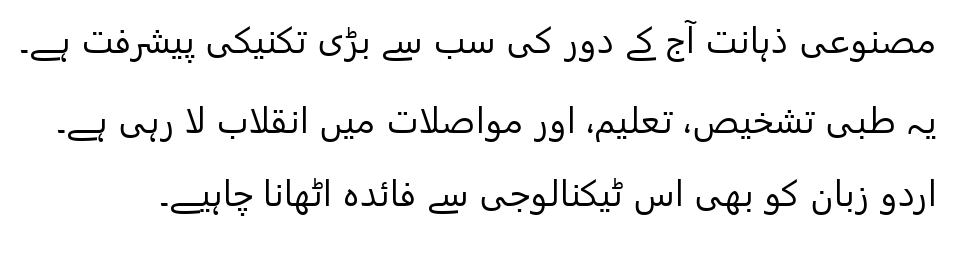 مصنوعی ذہانت آج کے دور کی سب سے بڑی تکنیکی پیشرفت ہے۔
یہ طبی تشخیص، تعلیم، اور مواصلات میں انقلاب لا رہی ہے۔
اردو زبان کو بھی اس ٹیکنالوجی سے فائدہ اٹھانا چاہیے۔